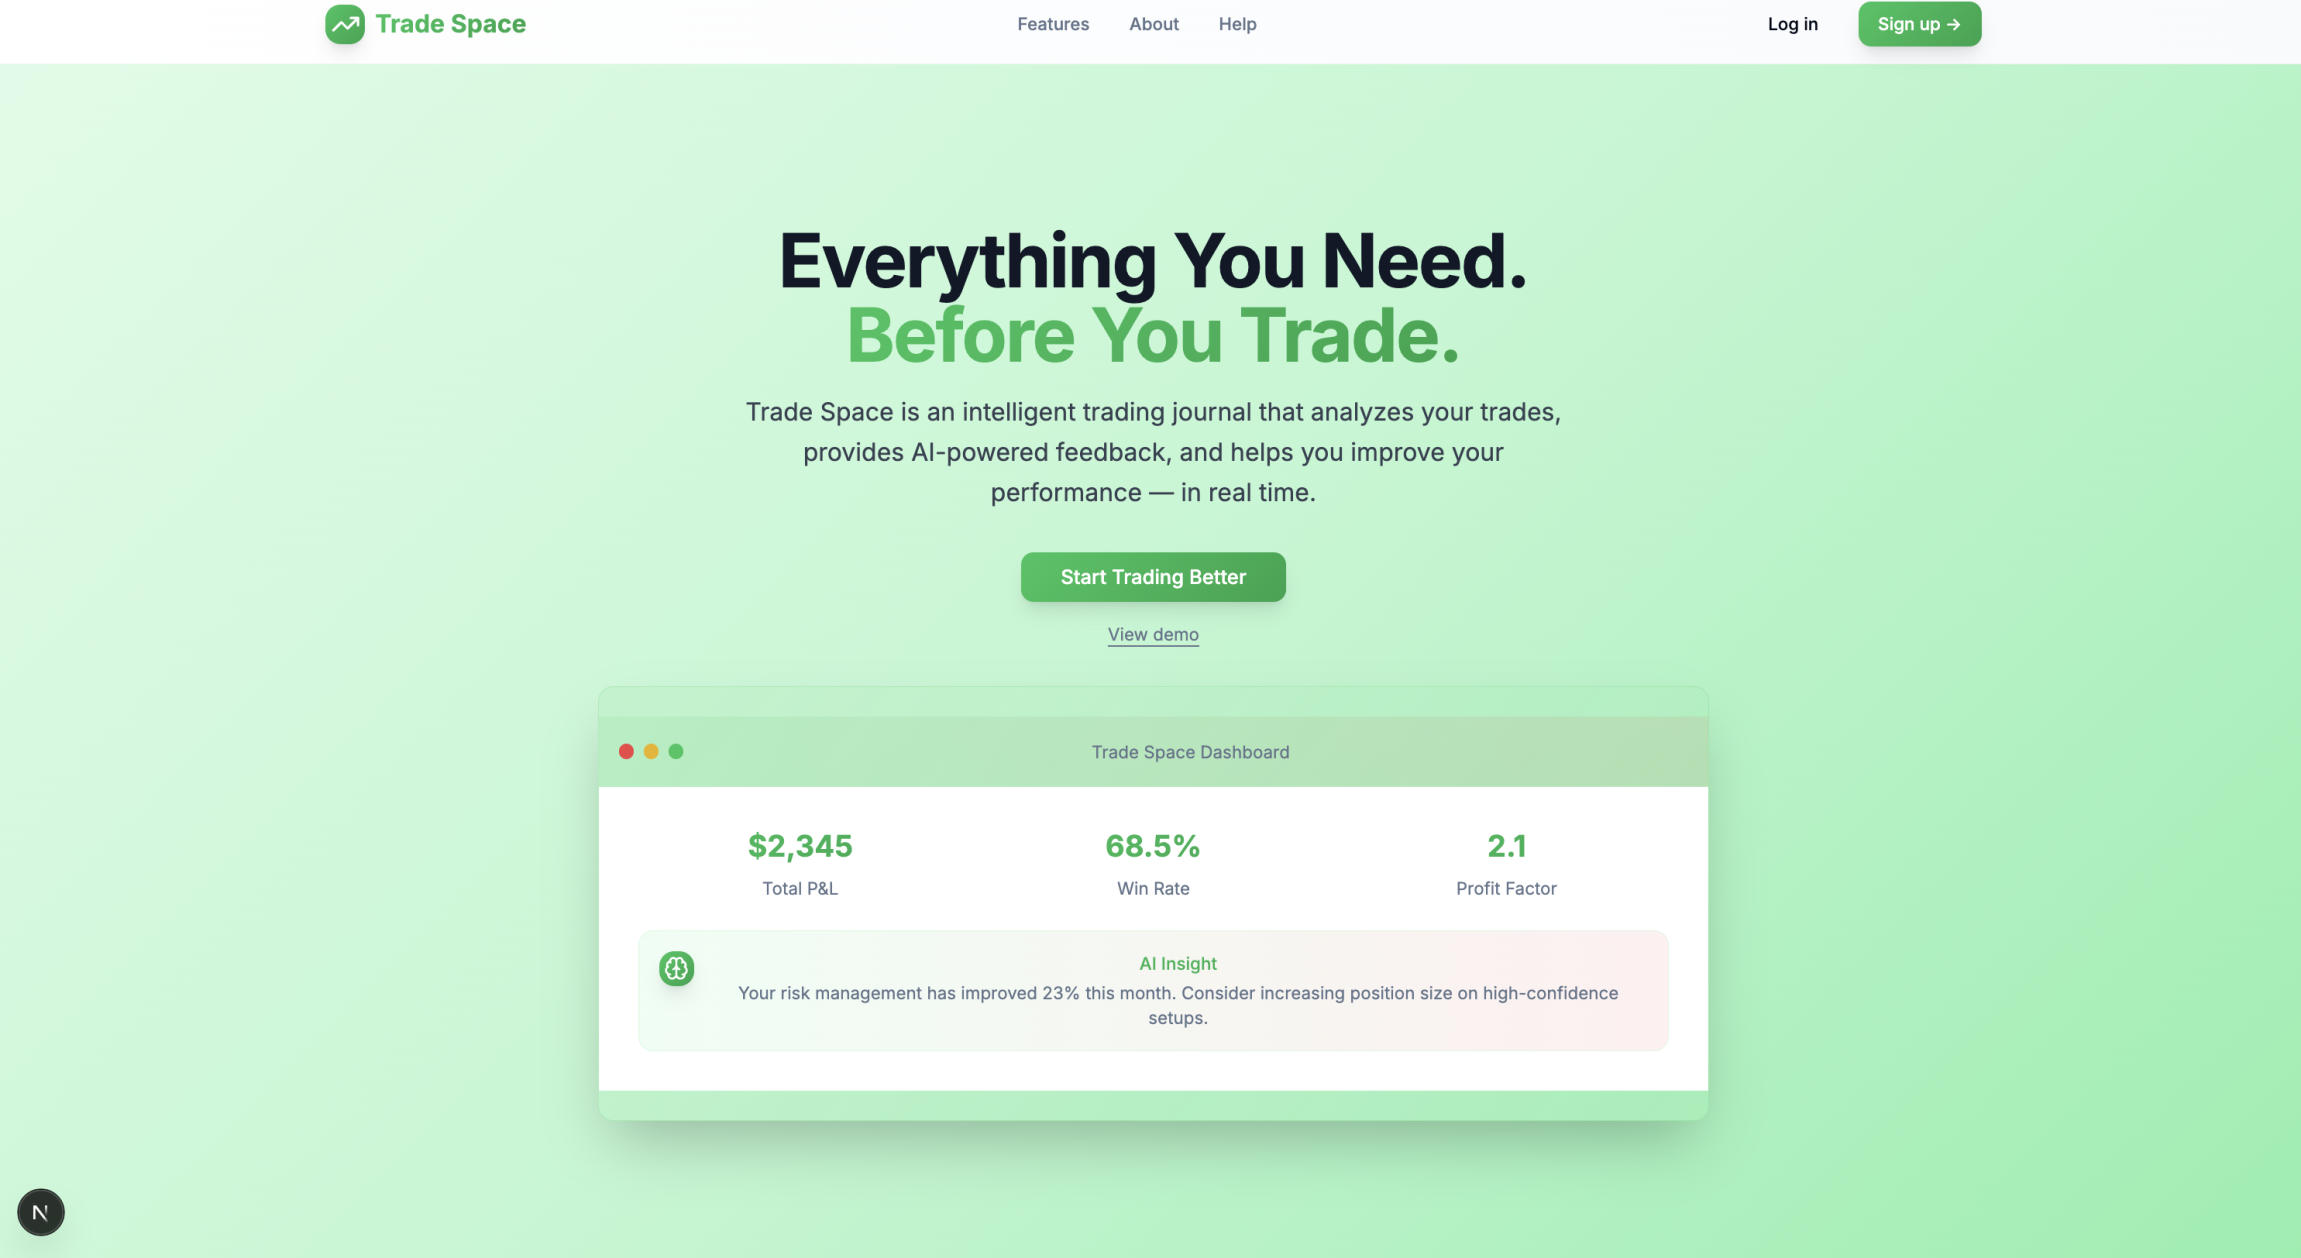 Trade Space
Features
About
Help
Log in
Sign up →
Everything You Need.
Before You Trade.
Trade Space is an intelligent trading journal that analyzes your trades,
provides AI-powered feedback, and helps you improve your
performance — in real time.
Start Trading Better
View demo
Trade Space Dashboard
$2,345
Total P&L
68.5%
Win Rate
2.1
Profit Factor
AI Insight
Your risk management has improved 23% this month. Consider increasing position size on high-confidence
setups.
N